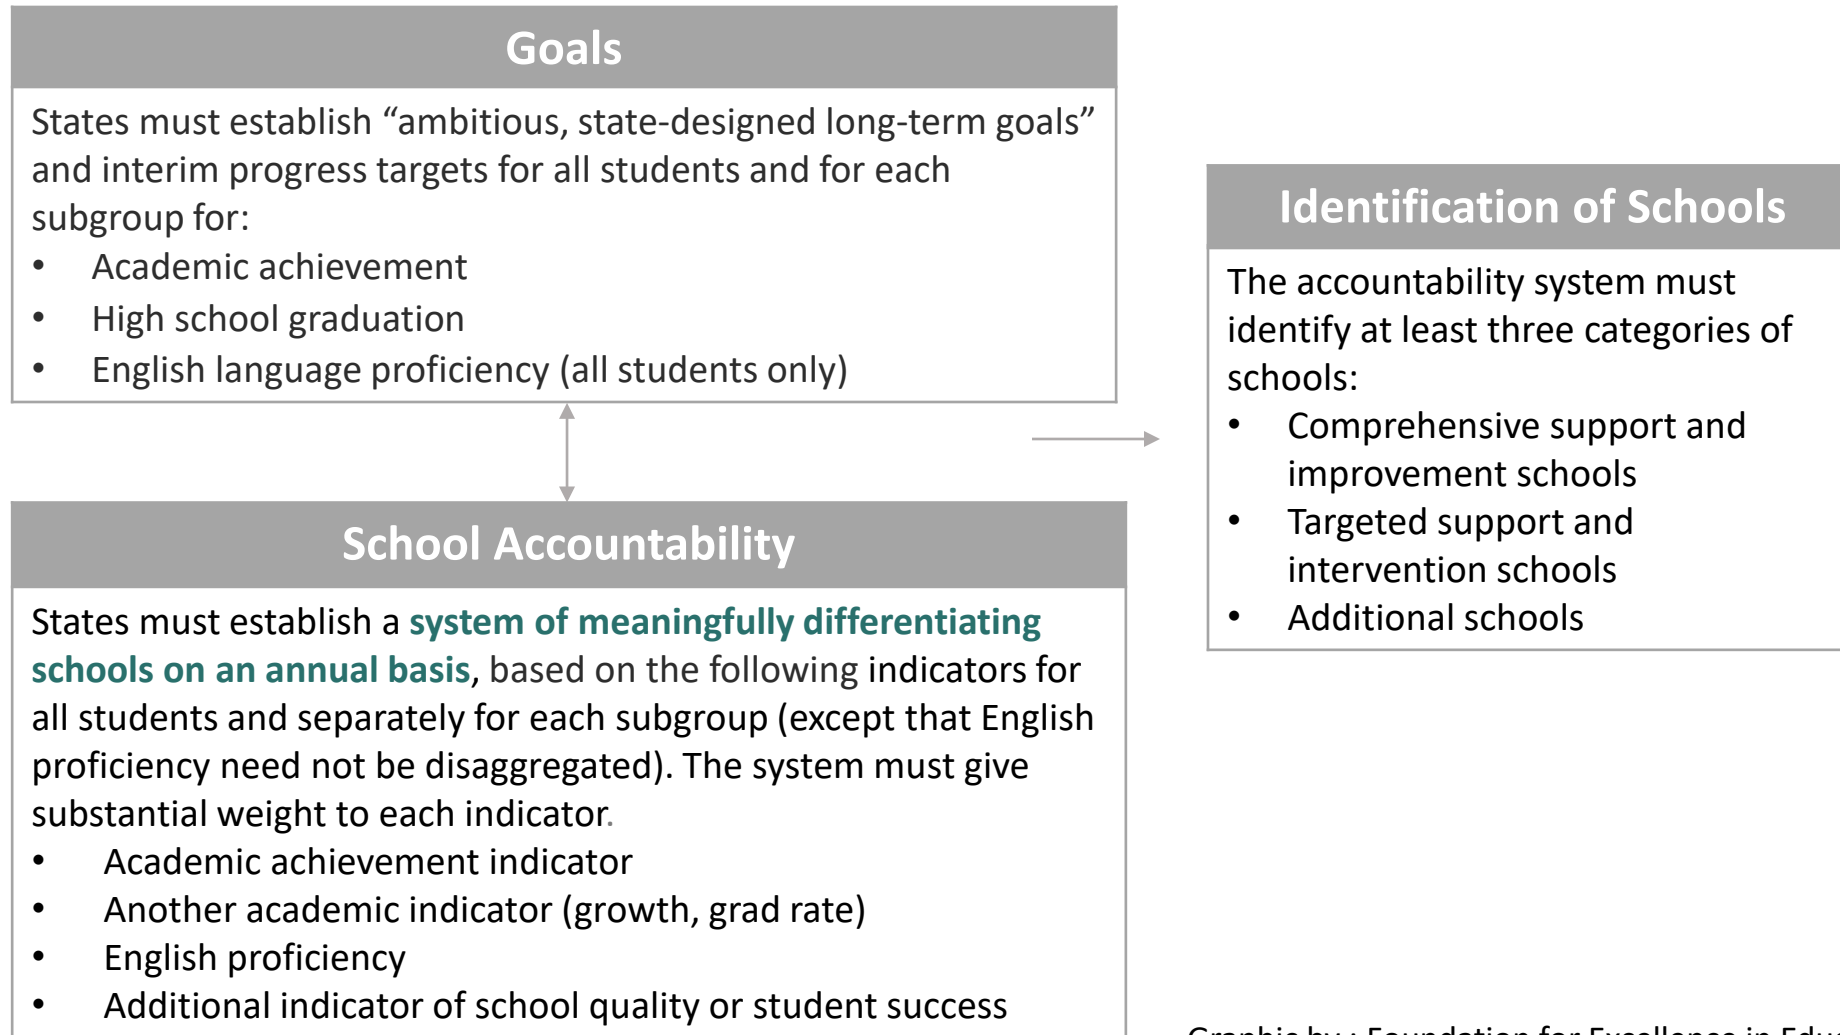 Goals
States must establish “ambitious, state-designed long-term goals”
and interim progress targets for all students and for each
subgroup for:
• Academic achievement
• High school graduation
• English language proficiency (all students only)
School Accountability
States must establish a system of meaningfully differentiating
schools on an annual basis, based on the following indicators for
all students and separately for each subgroup (except that English
proficiency need not be disaggregated). The system must give
substantial weight to each indicator.
• Academic achievement indicator
• Another academic indicator (growth, grad rate)
• English proficiency
• Additional indicator of school quality or student success
Identification of Schools
The accountability system must
identify at least three categories of
schools:
• Comprehensive support and
improvement schools
• Targeted support and
intervention schools
• Additional schools
Graphic by : Foundation for Excellence in